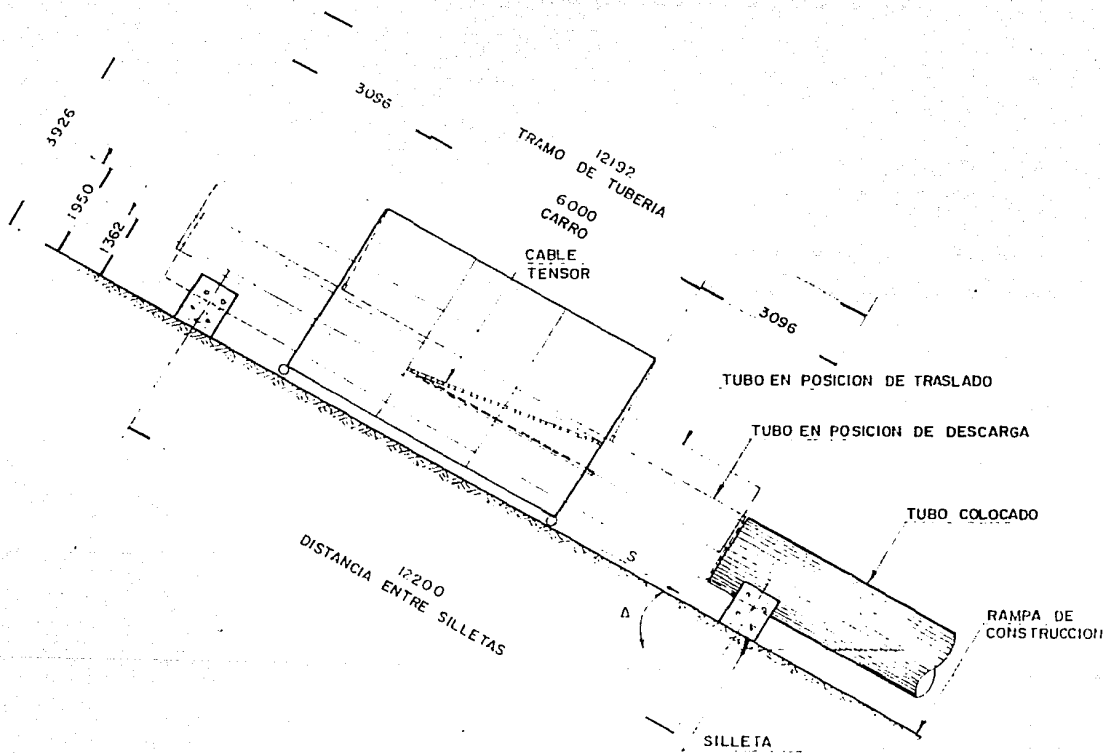 3096
3926
12192
TRAMO DE TUBERIA
1950
6000
CARRO
1362
CABLE
TENSOR
3096
TUBO EN POSICION DE TRASLADO
TUBO EN POSICION DE DESCARGA
TUBO COLOCADO
12200
DISTANCIA ENTRE SILLETAS
S
Δ
RAMPA DE
CONSTRUCCION
SILLETA